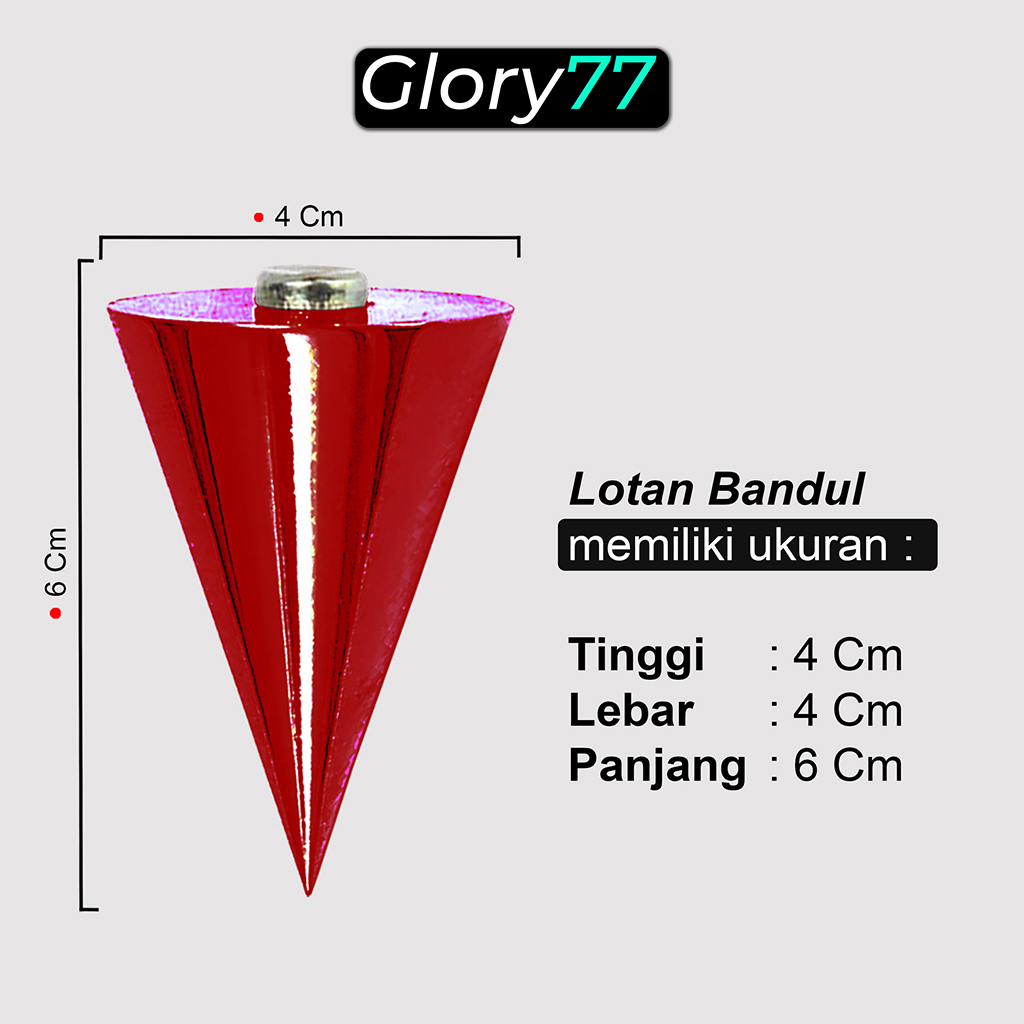 Glory77
4 Cm
6 Cm
Lotan Bandul
memiliki ukuran :
Tinggi : 4 Cm
Lebar : 4 Cm
Panjang : 6 Cm